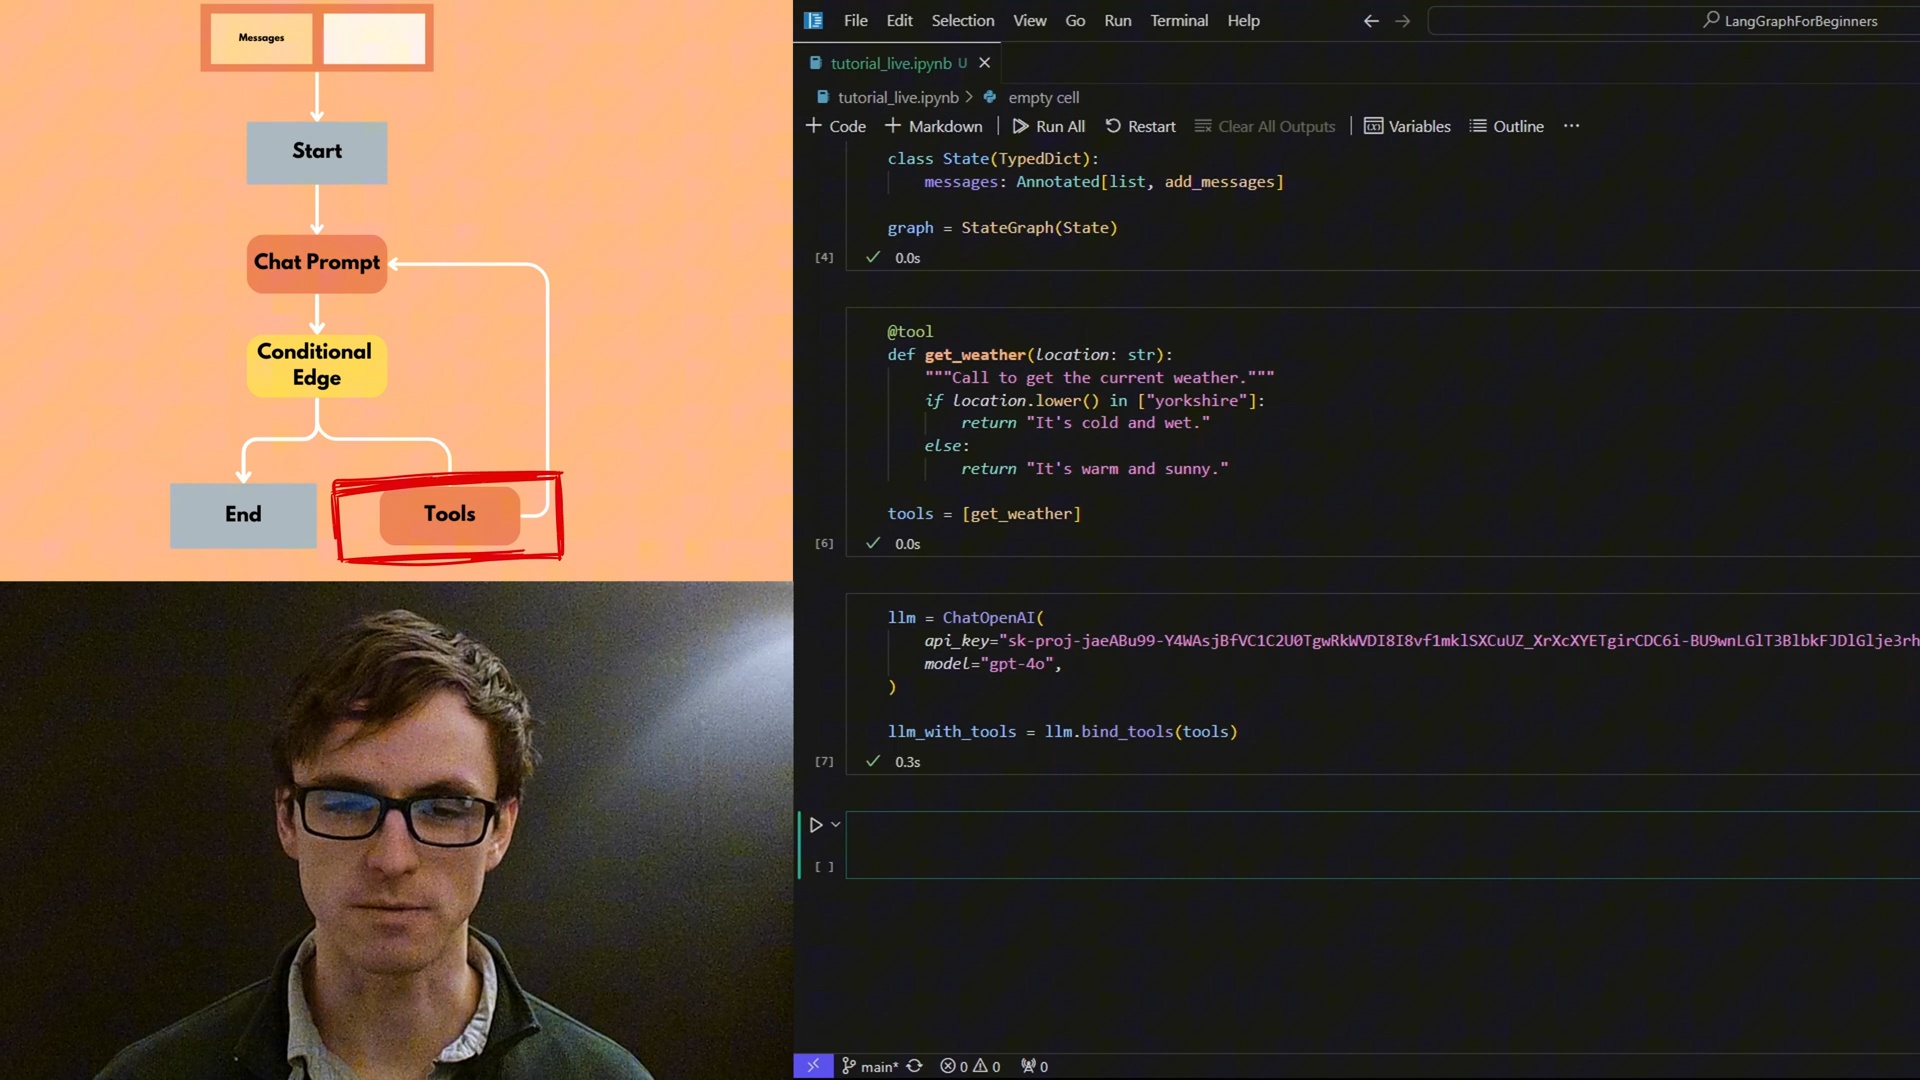 Messages
Start
Chat Prompt
Conditional
Edge
End
Tools
File Edit Selection View Go Run Terminal Help
LangGraphForBeginners
tutorial_live.ipynb U
tutorial_live.ipynb > empty cell
+ Code + Markdown Run All Restart Clear All Outputs Variables Outline ...
class State(TypedDict):
messages: Annotated[list, add_messages]
graph = StateGraph(State)
[4] 0.0s
@tool
def get_weather(location: str):
"""Call to get the current weather."""
if location.lower() in ["yorkshire"]:
return "It's cold and wet."
else:
return "It's warm and sunny."
tools = [get_weather]
[6] 0.0s
llm = ChatOpenAI(
api_key=
model="gpt-4o",
)
llm_with_tools = llm.bind_tools(tools)
[7] 0.3s
[ ]
main* 0 0 0